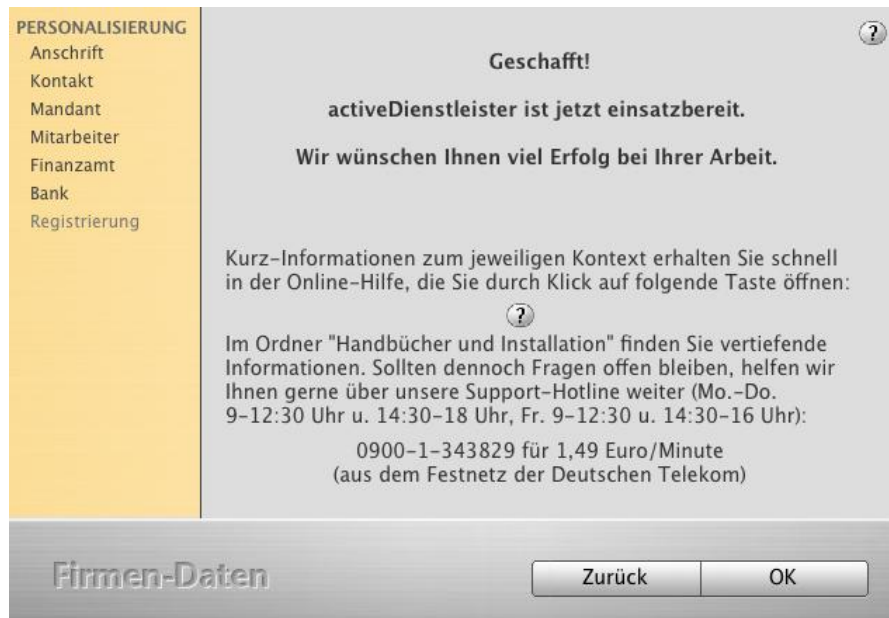 PERSONALISIERUNG
Anschrift
Kontakt
Mandant
Mitarbeiter
Finanzamt
Bank
Registrierung
?
Geschafft!
activeDienstleister ist jetzt einsatzbereit.
Wir wünschen Ihnen viel Erfolg bei Ihrer Arbeit.
Kurz-Informationen zum jeweiligen Kontext erhalten Sie schnell
in der Online-Hilfe, die Sie durch Klick auf folgende Taste öffnen:
?
Im Ordner "Handbücher und Installation" finden Sie vertiefende
Informationen. Sollten dennoch Fragen offen bleiben, helfen wir
Ihnen gerne über unsere Support-Hotline weiter (Mo.-Do.
9-12:30 Uhr u. 14:30-18 Uhr, Fr. 9-12:30 u. 14:30-16 Uhr):
0900-1-343829 für 1,49 Euro/Minute
(aus dem Festnetz der Deutschen Telekom)
Firmen-Daten
Zurück
OK